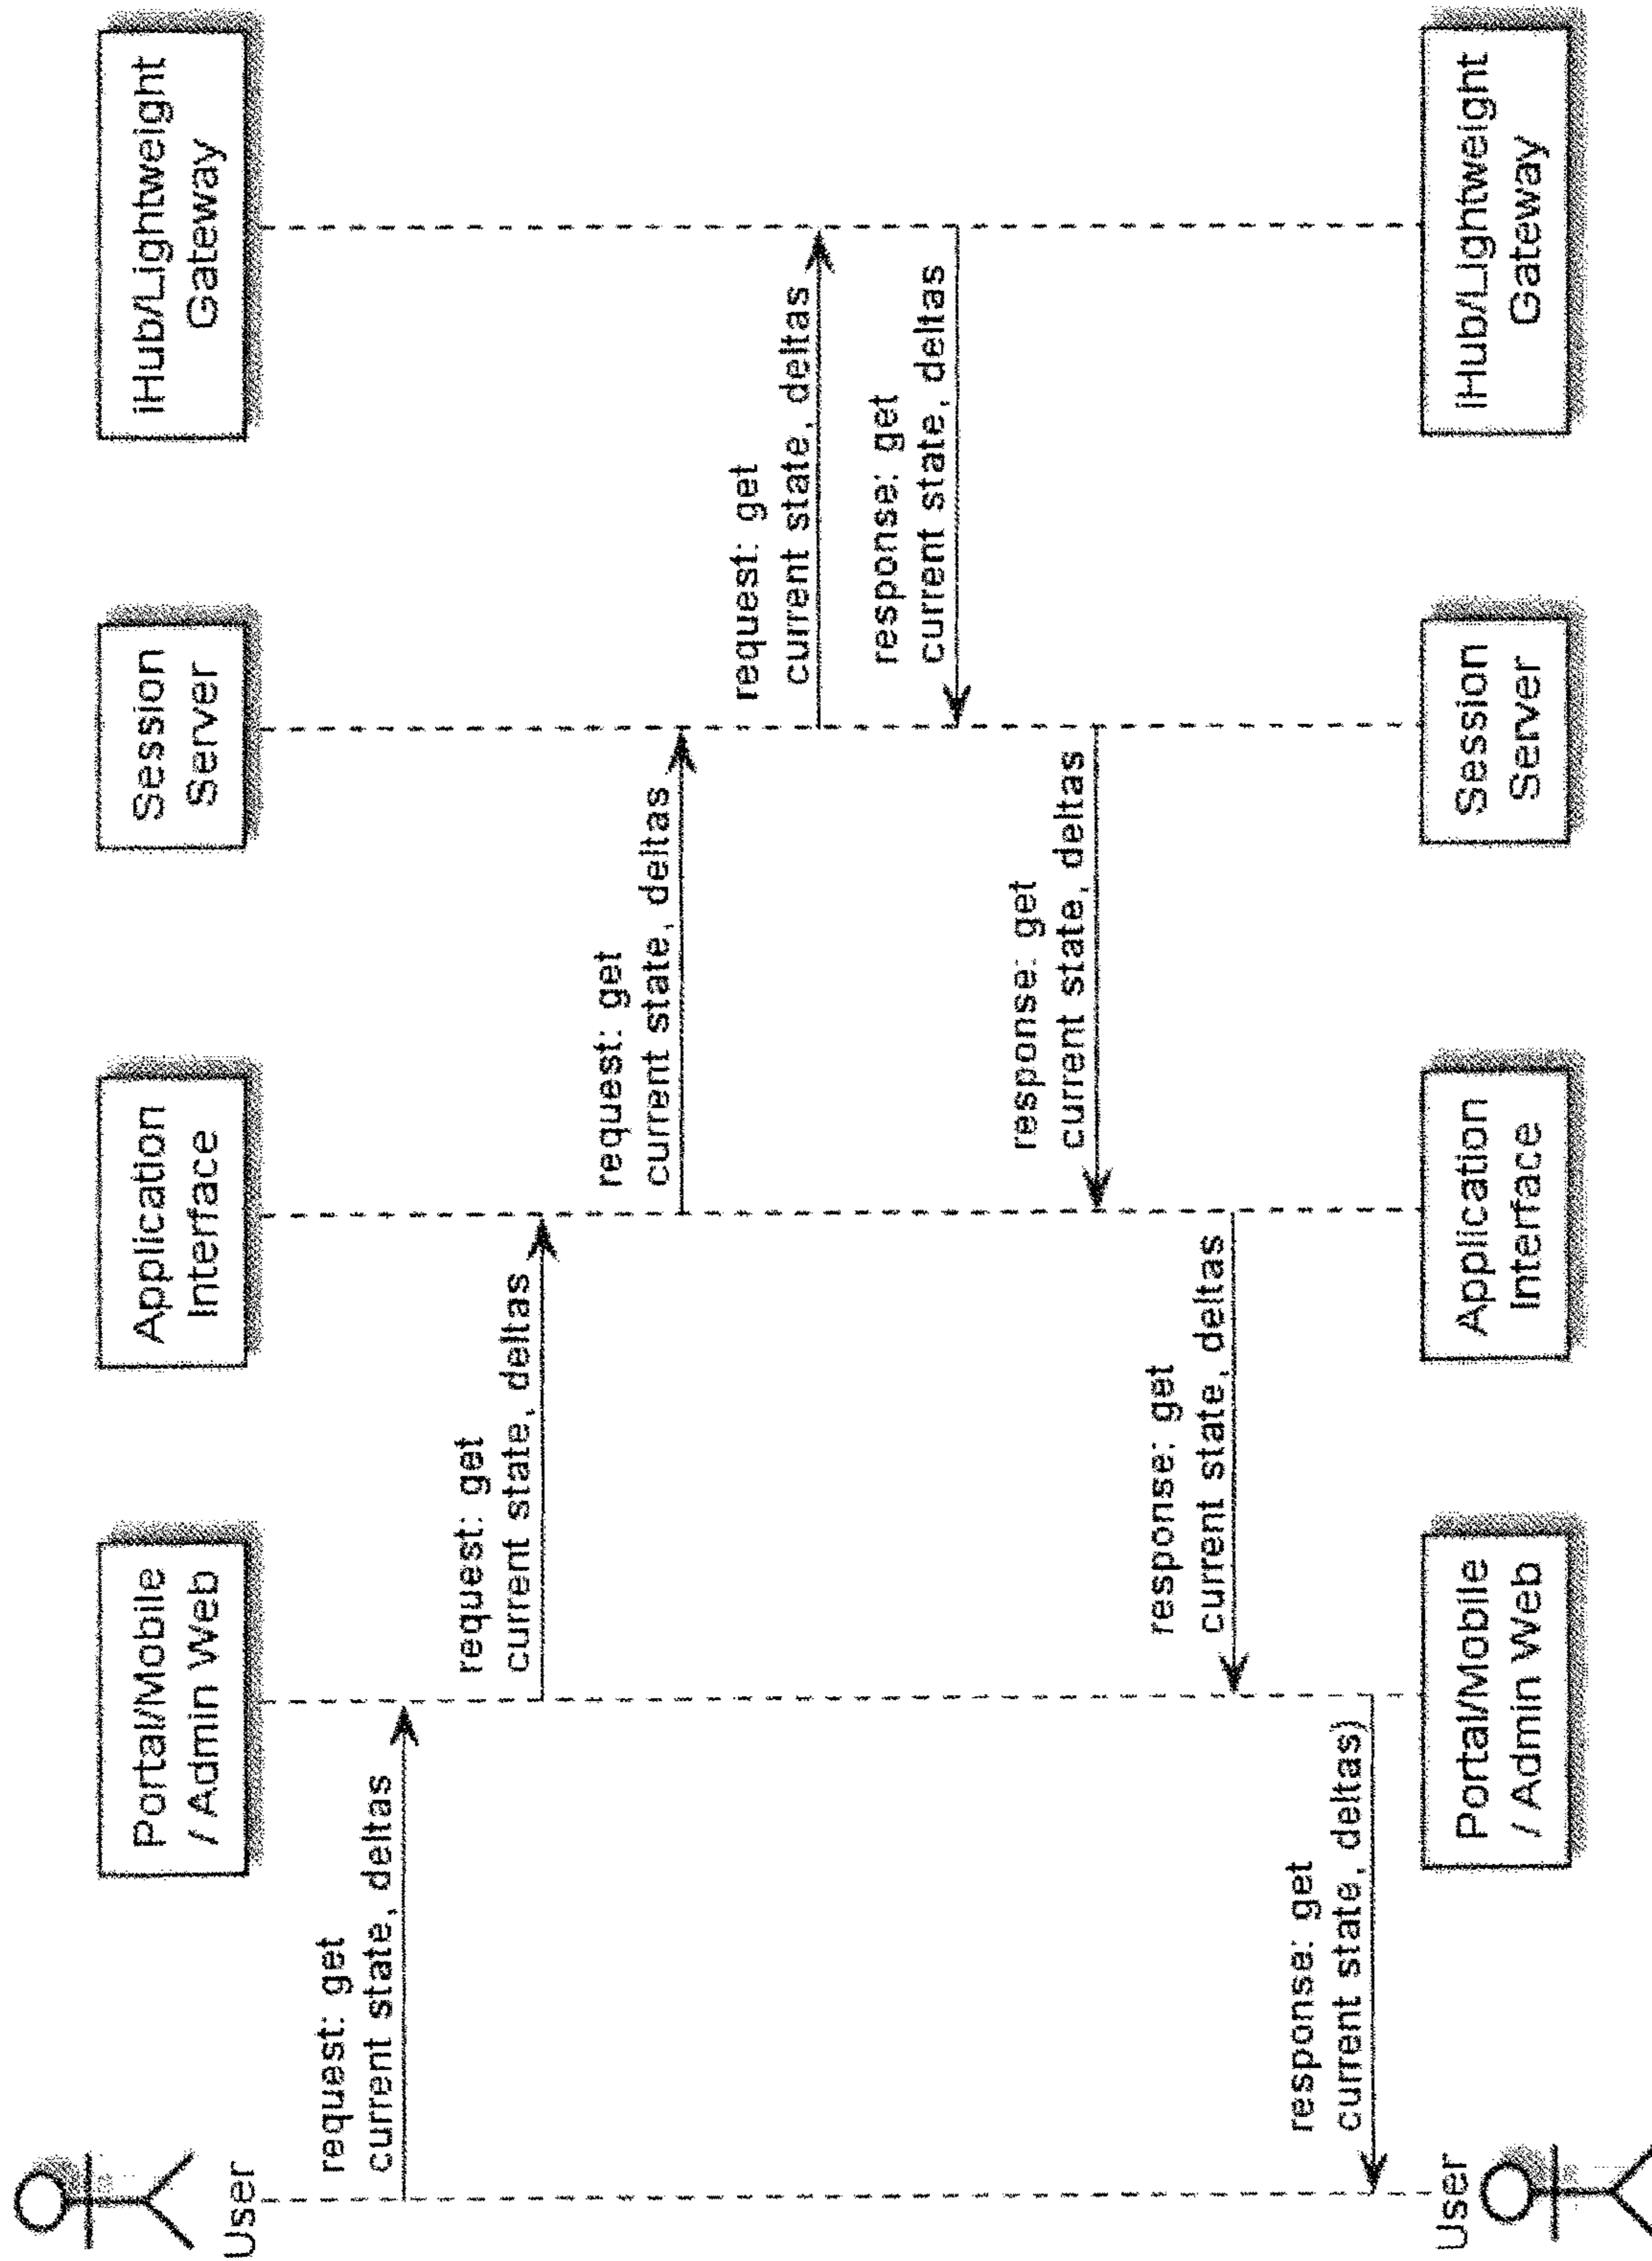 User
Portal/Mobile
/ Admin Web
Application
Interface
Session
Server
iHub/Lightweight
Gateway
request: get
current state, deltas
request: get
current state, deltas
request: get
current state, deltas
request: get
current state, deltas
response: get
current state, deltas
response: get
current state, deltas
response: get
current state, deltas
response: get
current state, deltas)
User
Portal/Mobile
/ Admin Web
Application
Interface
Session
Server
iHub/Lightweight
Gateway